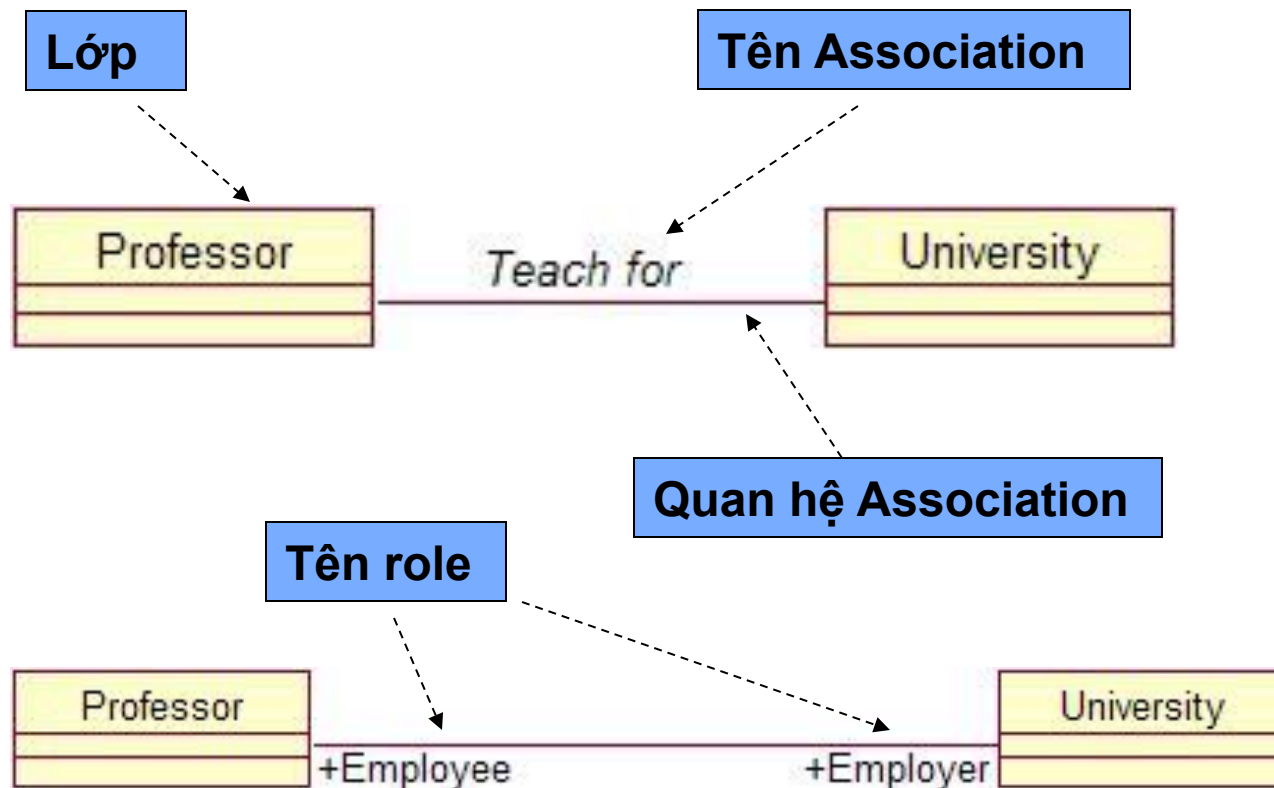 Lớp
Tên Association
Professor
Teach for
University
Quan hệ Association
Tên role
Professor
University
+Employee
+Employer